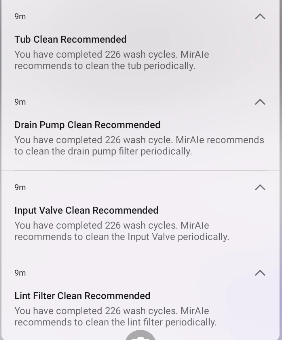 9m
Tub Clean Recommended
You have completed 226 wash cycles. MirAIe
recommends to clean the tub periodically.
9m
Drain Pump Clean Recommended
You have completed 226 wash cycle. MirAIe recommends
to clean the drain pump filter periodically.
9m
Input Valve Clean Recommended
You have completed 226 wash cycles. MirAIe
recommends to clean the Input Valve periodically.
9m
Lint Filter Clean Recommended
You have completed 226 wash cycles. MirAIe
recommends to clean the lint filter periodically.